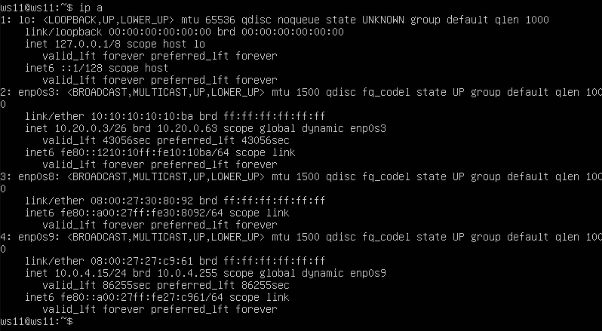 ws11@ws11:~$ ip a
1: lo: <LOOPBACK,UP,LOWER_UP> mtu 65536 qdisc noqueue state UNKNOWN group default qlen 1000
    link/loopback 00:00:00:00:00:00 brd 00:00:00:00:00:00
    inet 127.0.0.1/8 scope host lo
       valid_lft forever preferred_lft forever
    inet6 ::1/128 scope host
       valid_lft forever preferred_lft forever
2: enp0s3: <BROADCAST,MULTICAST,UP,LOWER_UP> mtu 1500 qdisc fq_codel state UP group default qlen 100
0
    link/ether 10:10:10:10:10:ba brd ff:ff:ff:ff:ff:ff
    inet 10.20.0.3/26 brd 10.20.0.63 scope global dynamic enp0s3
       valid_lft 43056sec preferred_lft 43056sec
    inet6 fe80::1210:10ff:fe10:10ba/64 scope link
       valid_lft forever preferred_lft forever
3: enp0s8: <BROADCAST,MULTICAST,UP,LOWER_UP> mtu 1500 qdisc fq_codel state UP group default qlen 100
0
    link/ether 08:00:27:30:80:92 brd ff:ff:ff:ff:ff:ff
    inet6 fe80::a00:27ff:fe30:8092/64 scope link
       valid_lft forever preferred_lft forever
4: enp0s9: <BROADCAST,MULTICAST,UP,LOWER_UP> mtu 1500 qdisc fq_codel state UP group default qlen 100
0
    link/ether 08:00:27:27:c9:61 brd ff:ff:ff:ff:ff:ff
    inet 10.0.4.15/24 brd 10.0.4.255 scope global dynamic enp0s9
       valid_lft 86255sec preferred_lft 86255sec
    inet6 fe80::a00:27ff:fe27:c961/64 scope link
       valid_lft forever preferred_lft forever
ws11@ws11:~$